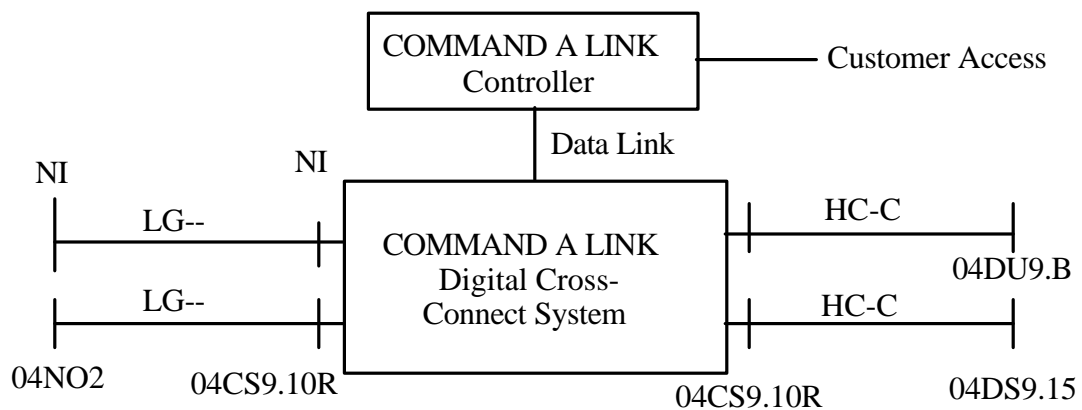 COMMAND A LINK
Controller
Customer Access
Data Link
NI
NI
LG--
HC-C
COMMAND A LINK
Digital Cross-
Connect System
04DU9.B
LG--
HC-C
04NO2
04CS9.10R
04CS9.10R
04DS9.15